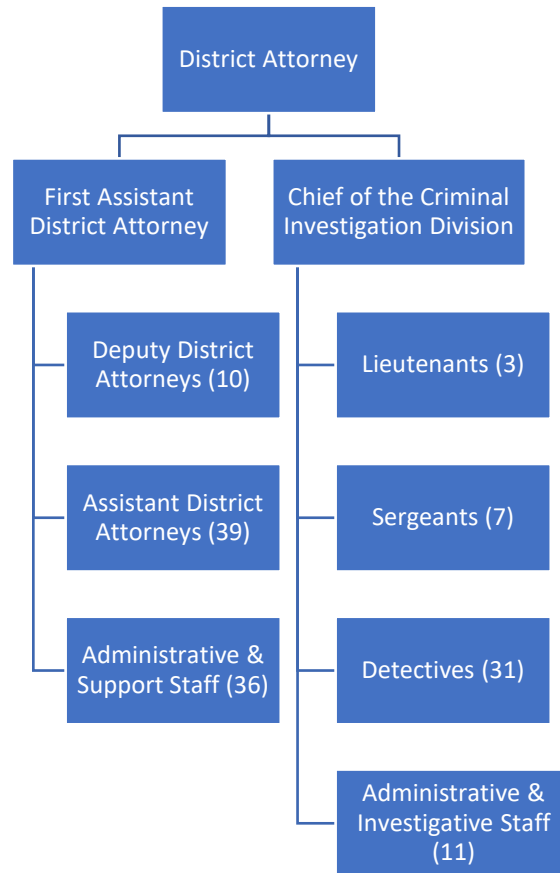 District Attorney
First Assistant
District Attorney
Chief of the Criminal
Investigation Division
Deputy District
Attorneys (10)
Lieutenants (3)
Assistant District
Attorneys (39)
Sergeants (7)
Administrative &
Support Staff (36)
Detectives (31)
Administrative &
Investigative Staff
(11)